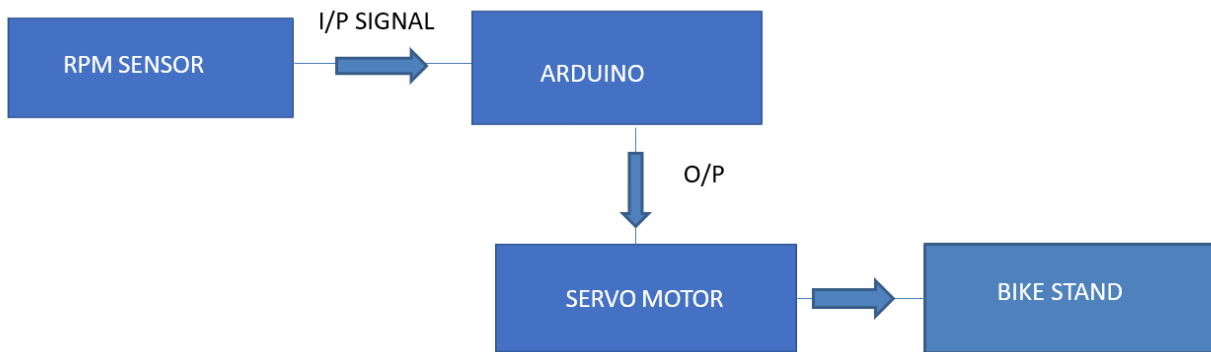 I/P SIGNAL
RPM SENSOR
ARDUINO
O/P
SERVO MOTOR
BIKE STAND